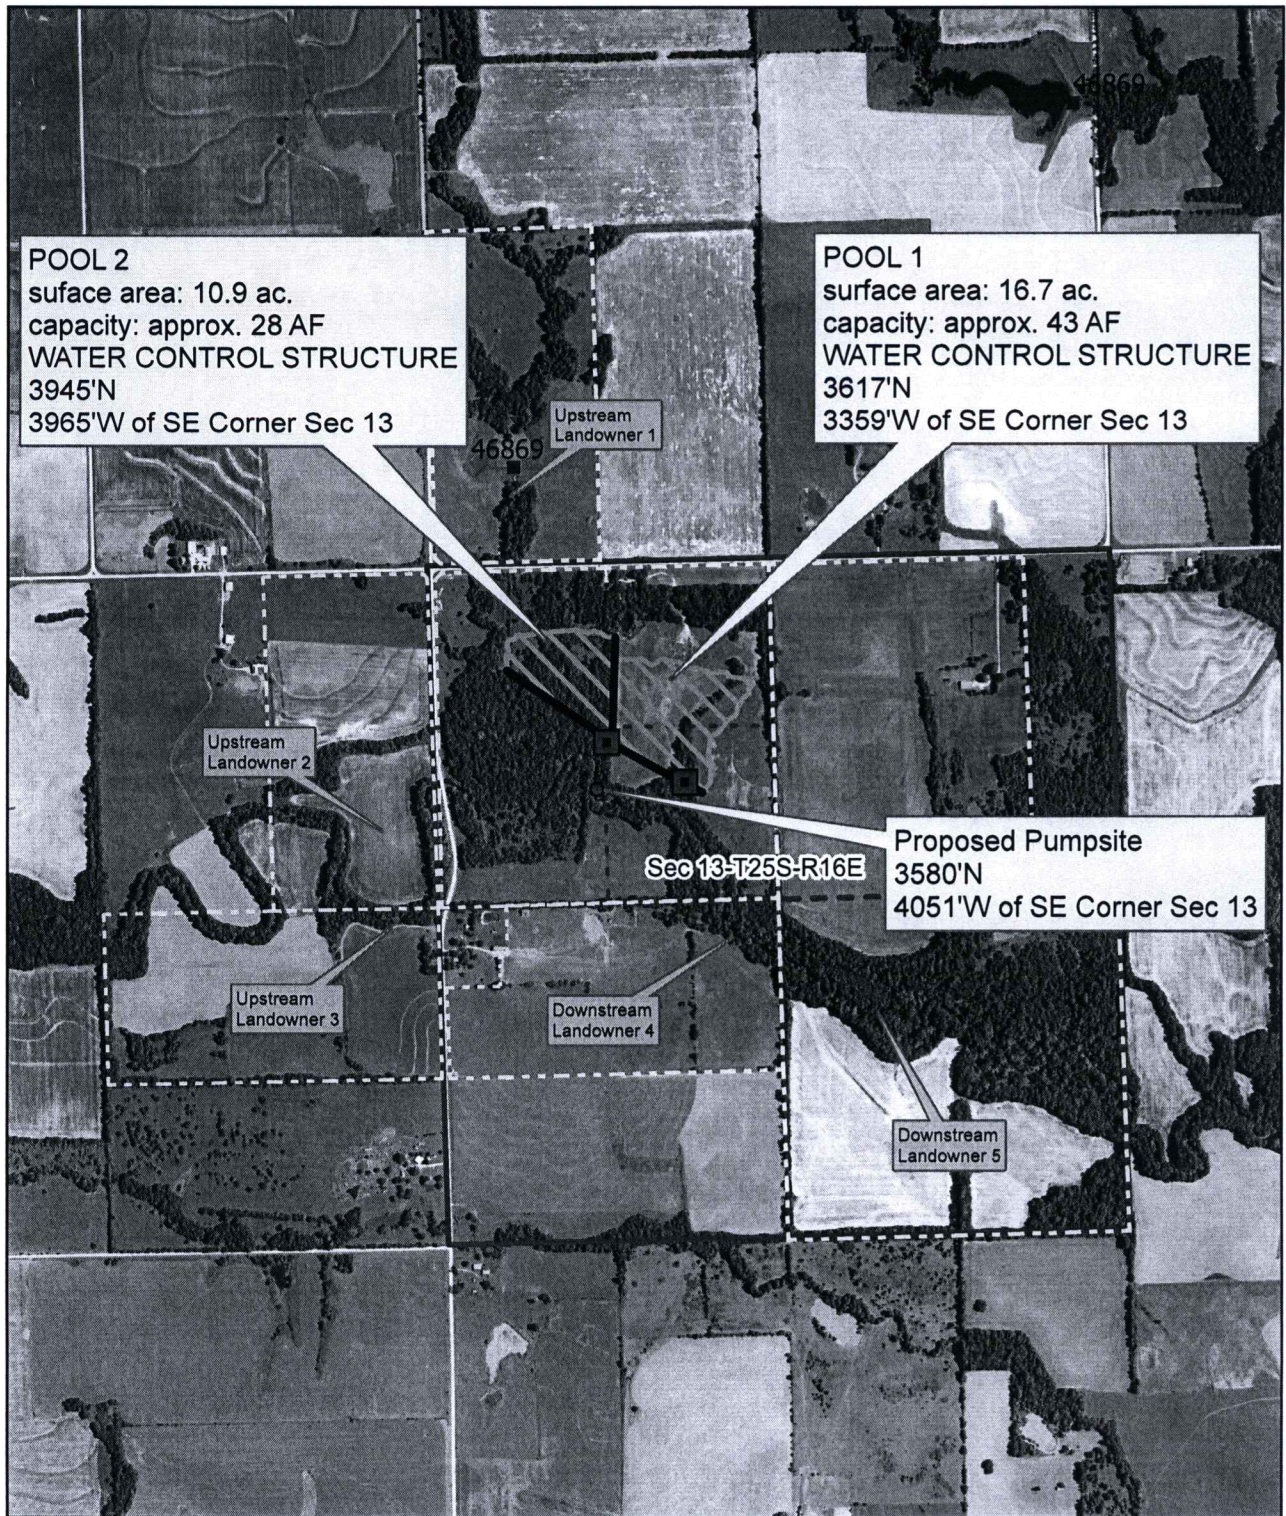 46869
POOL 2
suface area: 10.9 ac.
capacity: approx. 28 AF
WATER CONTROL STRUCTURE
3945'N
3965'W of SE Corner Sec 13
POOL 1
surface area: 16.7 ac.
capacity: approx. 43 AF
WATER CONTROL STRUCTURE
3617'N
3359'W of SE Corner Sec 13
Upstream
Landowner 1
46869
Upstream
Landowner 2
Proposed Pumpsite
3580'N
4051'W of SE Corner Sec 13
Sec 13-T25S-R16E
Upstream
Landowner 3
Downstream
Landowner 4
Downstream
Landowner 5